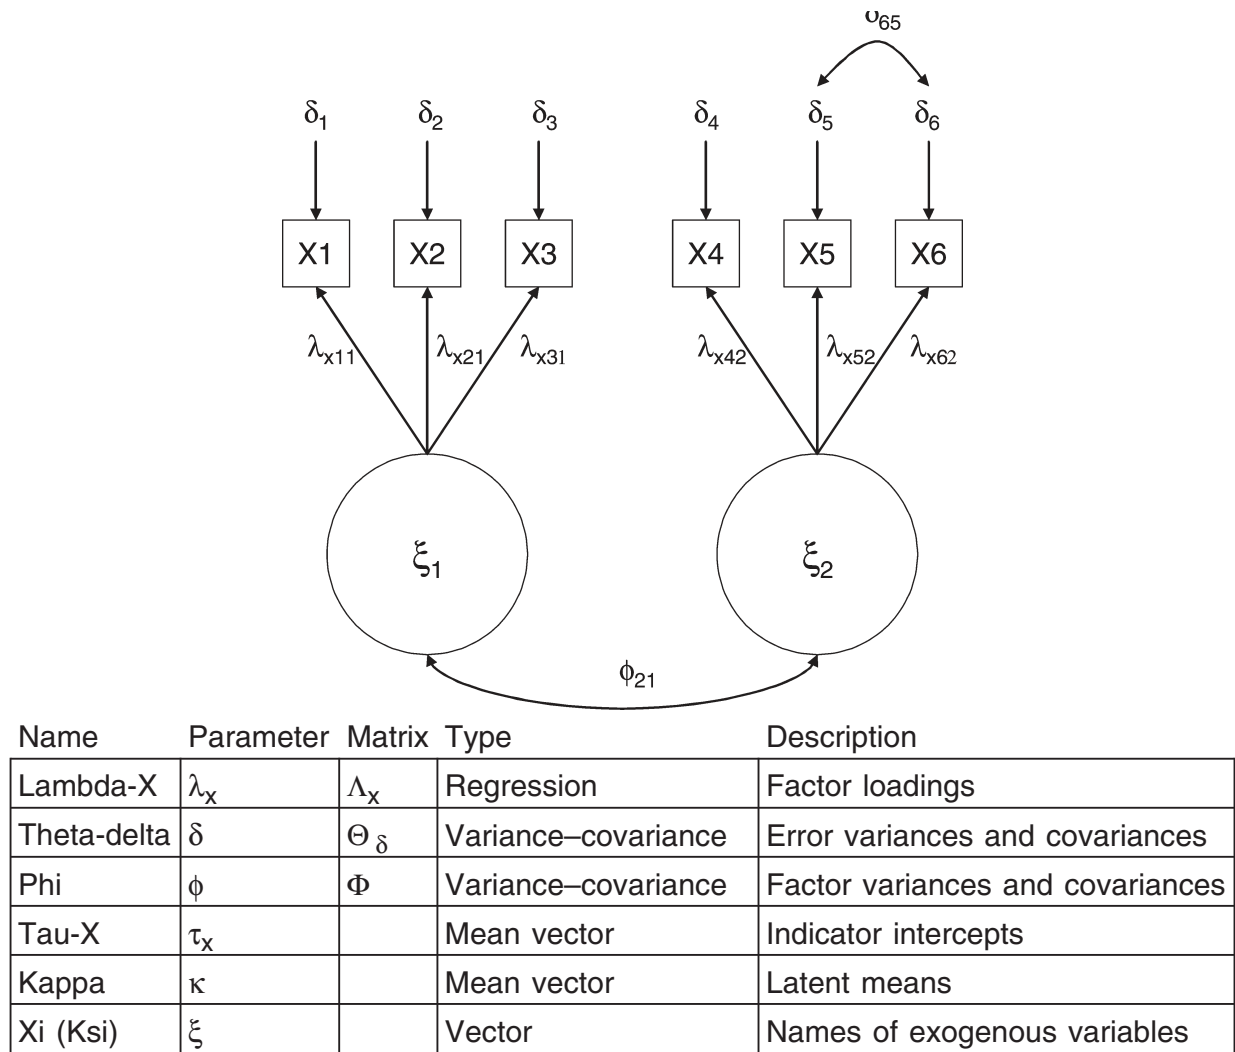 δ65
δ1 δ2 δ3 δ4 δ5 δ6
X1 X2 X3 X4 X5 X6
λx11 λx21 λx31 λx42 λx52 λx62
ξ1 ξ2
ϕ21
Name Parameter Matrix Type Description
Lambda-X λx Λx Regression Factor loadings
Theta-delta δ Θδ Variance–covariance Error variances and covariances
Phi ϕ Φ Variance–covariance Factor variances and covariances
Tau-X τx Mean vector Indicator intercepts
Kappa κ Mean vector Latent means
Xi (Ksi) ξ Vector Names of exogenous variables